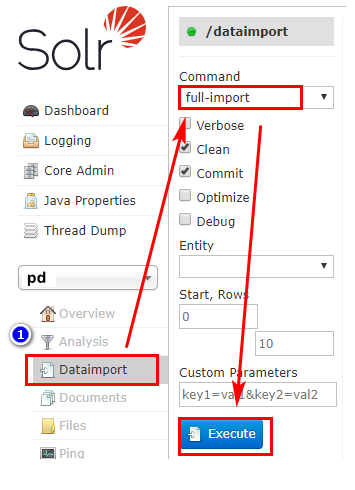 Solr
Dashboard
Logging
Core Admin
Java Properties
Thread Dump
pd
Overview
1
Analysis
Dataimport
Documents
Files
Ping
/dataimport
Command
full-import
Verbose
Clean
Commit
Optimize
Debug
Entity
Start, Rows
0
10
Custom Parameters
key1=val1&key2=val2
Execute